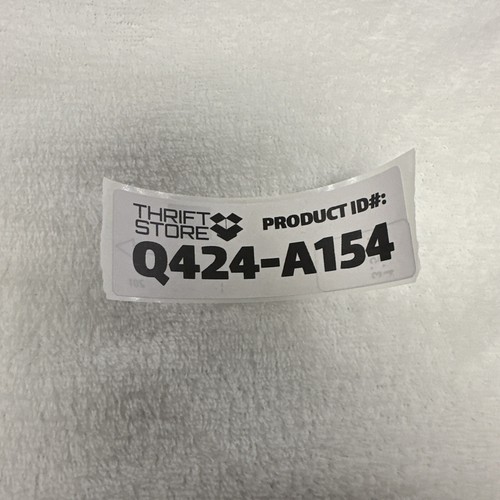 THRIFT
STORE
PRODUCT ID#:
Q424-A154